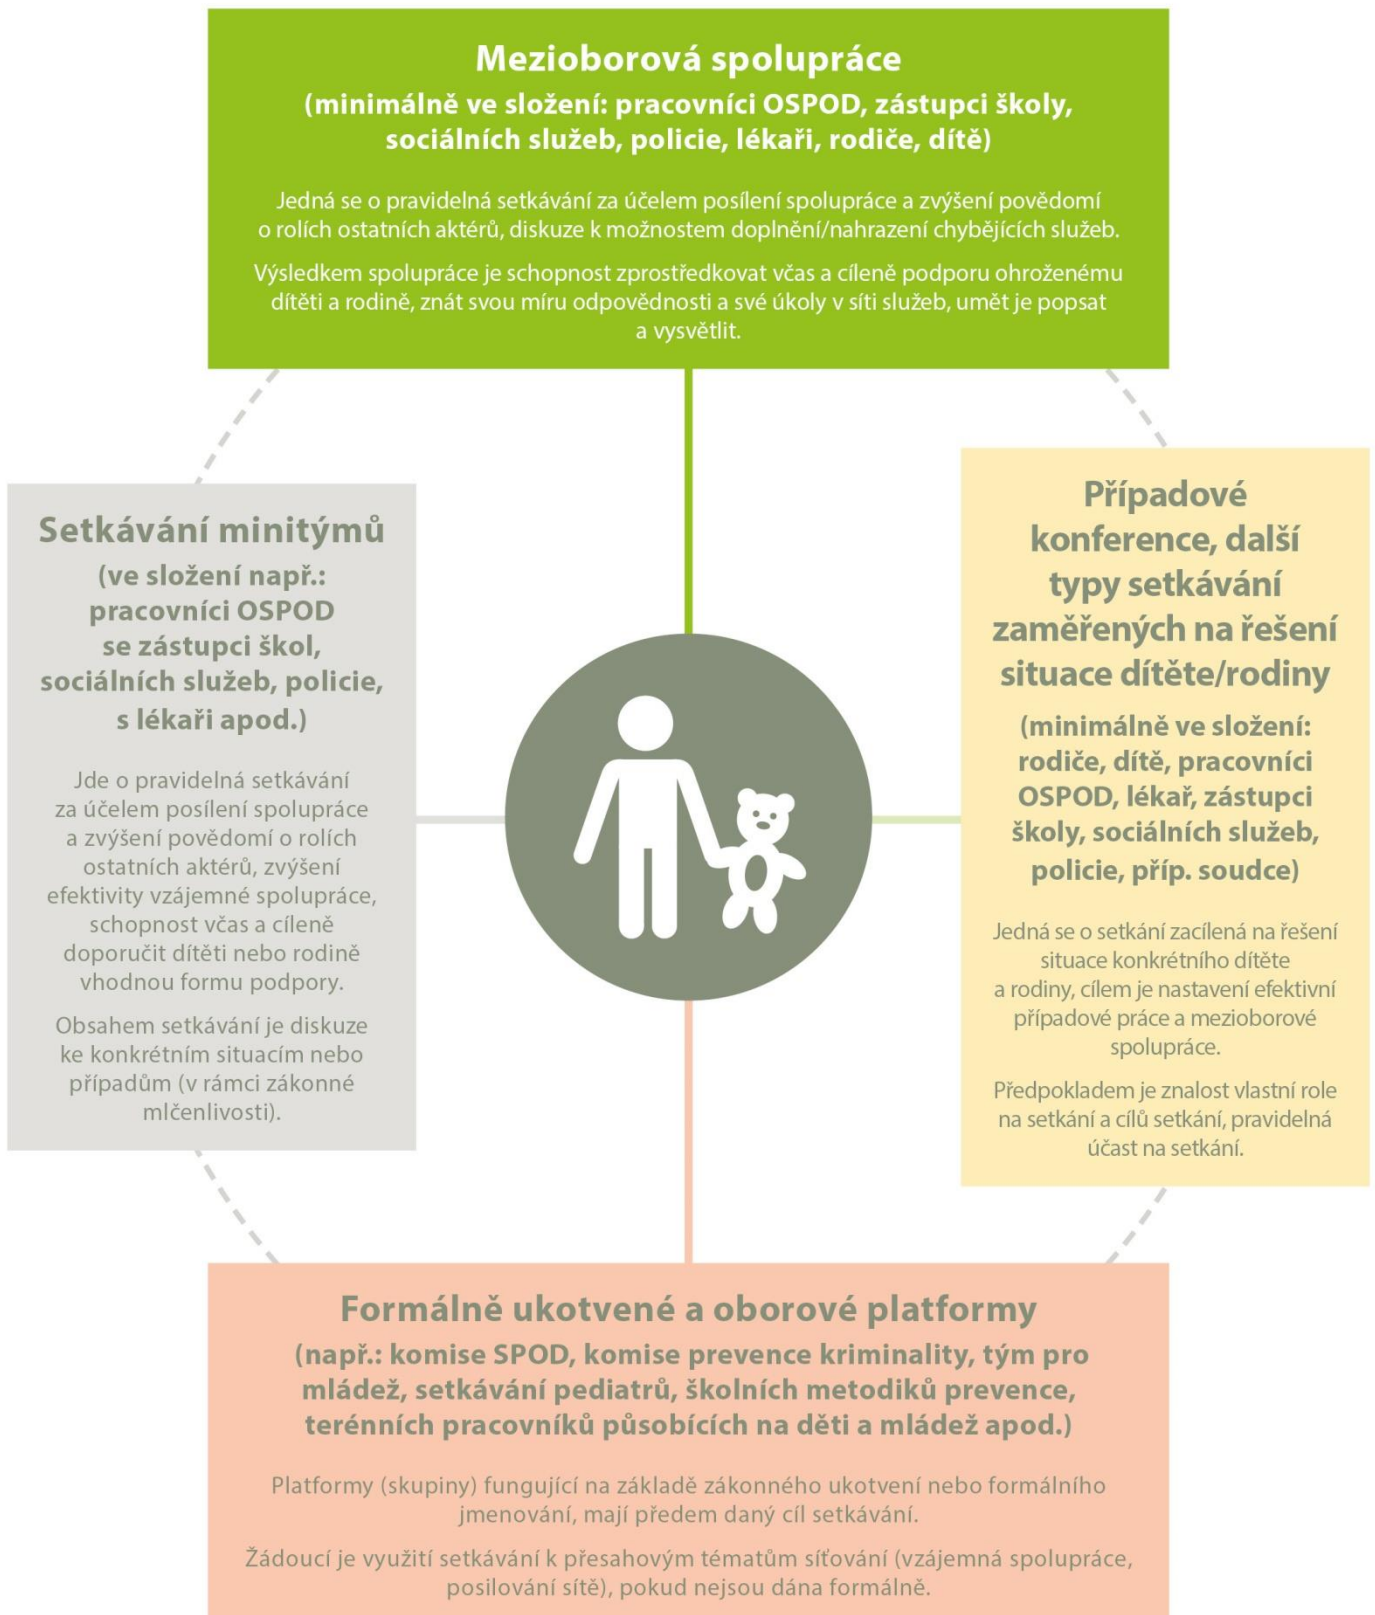 Mezioborová spolupráce
(minimálně ve složení: pracovníci OSPOD, zástupci školy,
sociálních služeb, policie, lékaři, rodiče, dítě)
Jedná se o pravidelná setkávání za účelem posílení spolupráce a zvýšení povědomí
o rolích ostatních aktérů, diskuze k možnostem doplnění/nahrazení chybějících služeb.
Výsledkem spolupráce je schopnost zprostředkovat včas a cíleně podporu ohroženému
dítěti a rodině, znát svou míru odpovědnosti a své úkoly v síti služeb, umět je popsat
a vysvětlit.
Setkávání minitýmů
(ve složení např.:
pracovníci OSPOD
se zástupci škol,
sociálních služeb, policie,
s lékaři apod.)
Jde o pravidelná setkávání
za účelem posílení spolupráce
a zvýšení povědomí o rolích
ostatních aktérů, zvýšení
efektivity vzájemné spolupráce,
schopnost včas a cíleně
doporučit dítěti nebo rodině
vhodnou formu podpory.
Obsahem setkávání je diskuze
ke konkrétním situacím nebo
případům (v rámci zákonné
mlčenlivosti).
Případové
konference, další
typy setkávání
zaměřených na řešení
situace dítěte/rodiny
(minimálně ve složení:
rodiče, dítě, pracovníci
OSPOD, lékař, zástupci
školy, sociálních služeb,
policie, příp. soudce)
Jedná se o setkání zacílená na řešení
situace konkrétního dítěte
a rodiny, cílem je nastavení efektivní
případové práce a mezioborové
spolupráce.
Předpokladem je znalost vlastní role
na setkání a cílů setkání, pravidelná
účast na setkání.
Formálně ukotvené a oborové platformy
(např.: komise SPOD, komise prevence kriminality, tým pro
mládež, setkávání pediatrů, školních metodiků prevence,
terénních pracovníků působících na děti a mládež apod.)
Platformy (skupiny) fungující na základě zákonného ukotvení nebo formálního
jmenování, mají předem daný cíl setkávání.
Žádoucí je využití setkávání k přesahovým tématům síťování (vzájemná spolupráce,
posilování sítě), pokud nejsou dána formálně.